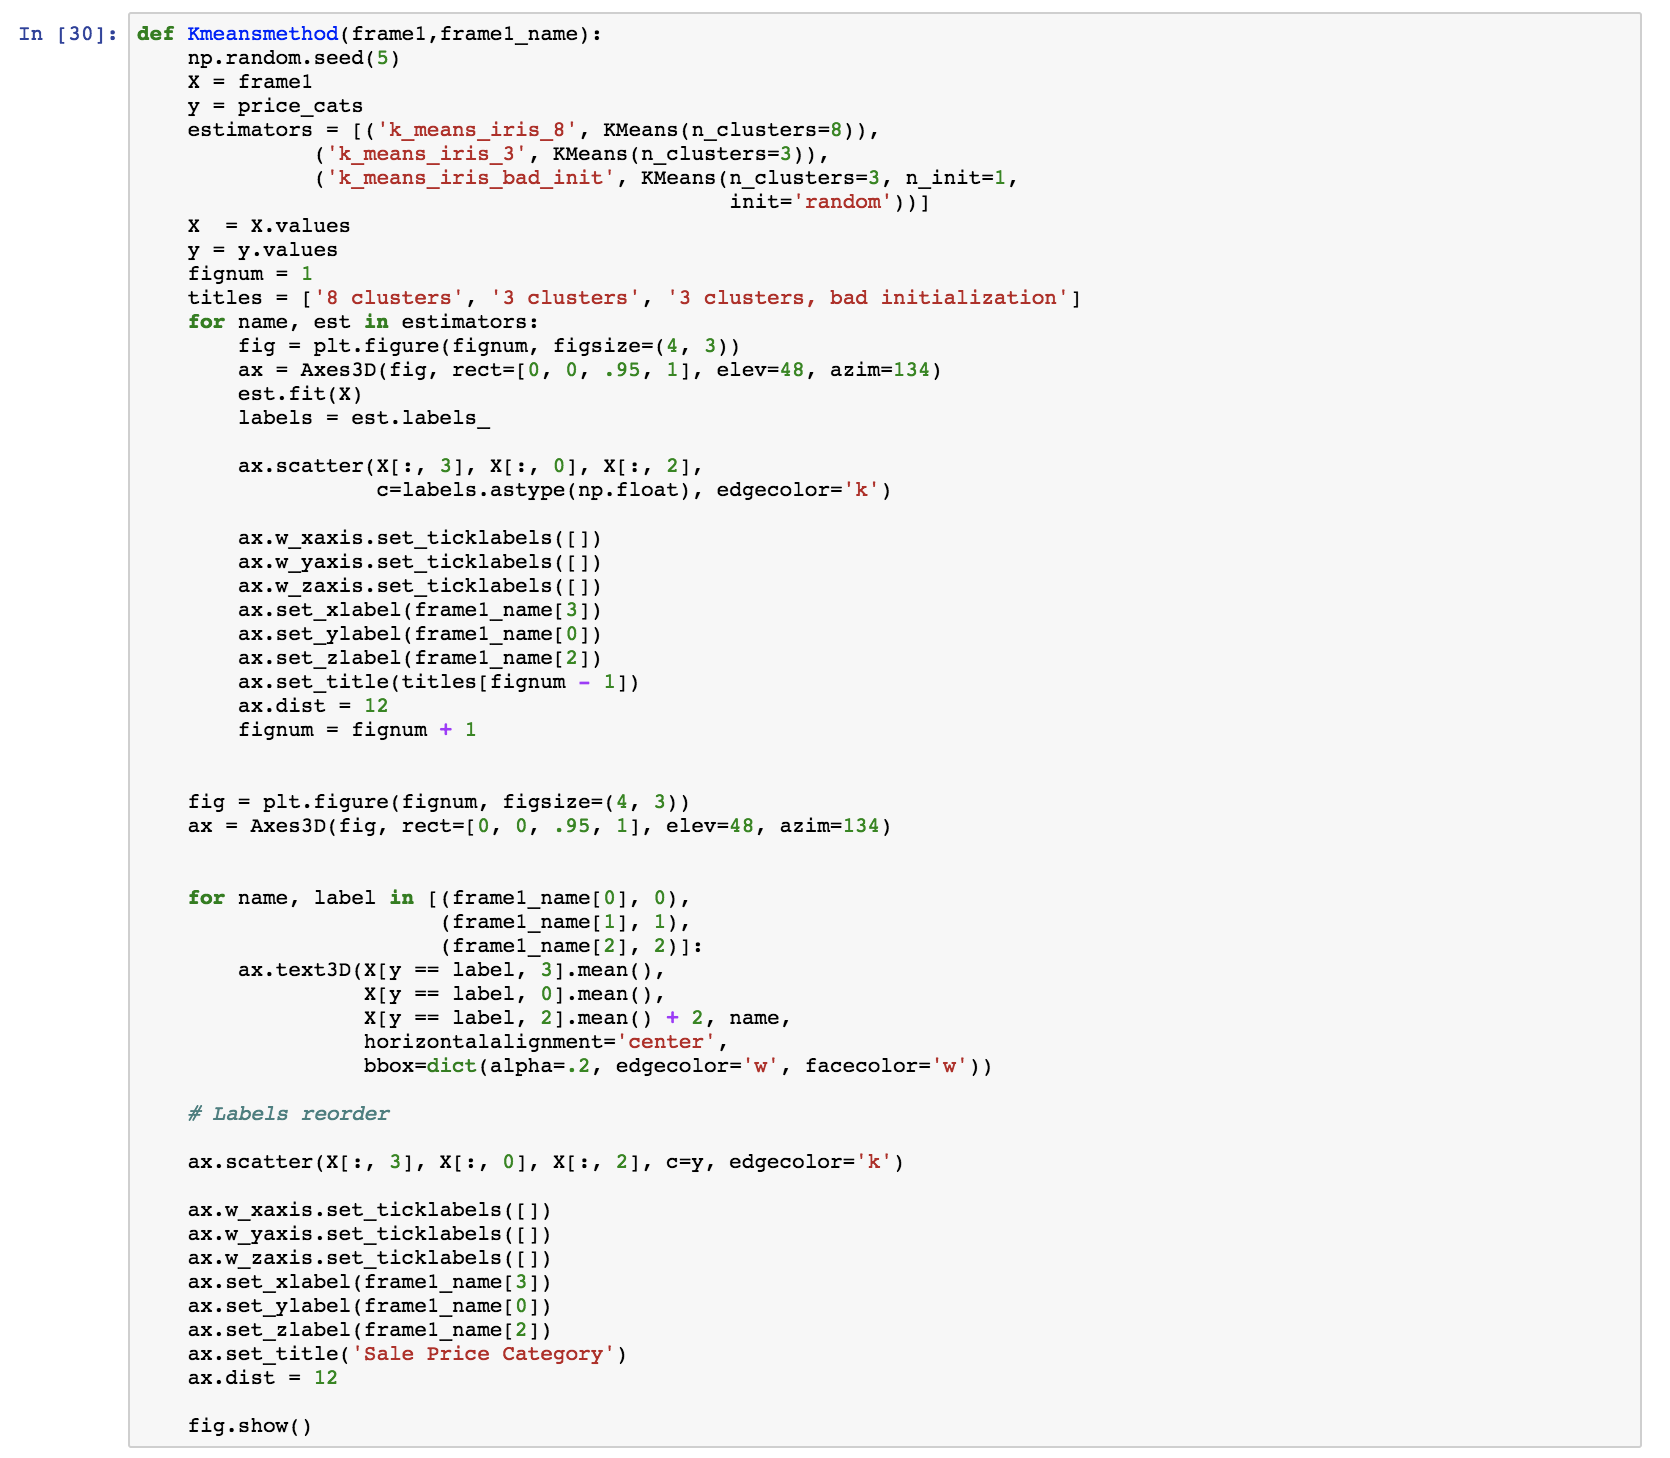 In [30]: def Kmeansmethod(frame1,frame1_name):
    np.random.seed(5)
    X = frame1
    y = price_cats
    estimators = [('k_means_iris_8', KMeans(n_clusters=8)),
              ('k_means_iris_3', KMeans(n_clusters=3)),
              ('k_means_iris_bad_init', KMeans(n_clusters=3, n_init=1,
                                               init='random'))]
    X  = X.values
    y = y.values
    fignum = 1
    titles = ['8 clusters', '3 clusters', '3 clusters, bad initialization']
    for name, est in estimators:
        fig = plt.figure(fignum, figsize=(4, 3))
        ax = Axes3D(fig, rect=[0, 0, .95, 1], elev=48, azim=134)
        est.fit(X)
        labels = est.labels_

        ax.scatter(X[:, 3], X[:, 0], X[:, 2],
                   c=labels.astype(np.float), edgecolor='k')

        ax.w_xaxis.set_ticklabels([])
        ax.w_yaxis.set_ticklabels([])
        ax.w_zaxis.set_ticklabels([])
        ax.set_xlabel(frame1_name[3])
        ax.set_ylabel(frame1_name[0])
        ax.set_zlabel(frame1_name[2])
        ax.set_title(titles[fignum - 1])
        ax.dist = 12
        fignum = fignum + 1


    fig = plt.figure(fignum, figsize=(4, 3))
    ax = Axes3D(fig, rect=[0, 0, .95, 1], elev=48, azim=134)


    for name, label in [(frame1_name[0], 0),
                        (frame1_name[1], 1),
                        (frame1_name[2], 2)]:
        ax.text3D(X[y == label, 3].mean(),
                  X[y == label, 0].mean(),
                  X[y == label, 2].mean() + 2, name,
                  horizontalalignment='center',
                  bbox=dict(alpha=.2, edgecolor='w', facecolor='w'))

    # Labels reorder

    ax.scatter(X[:, 3], X[:, 0], X[:, 2], c=y, edgecolor='k')

    ax.w_xaxis.set_ticklabels([])
    ax.w_yaxis.set_ticklabels([])
    ax.w_zaxis.set_ticklabels([])
    ax.set_xlabel(frame1_name[3])
    ax.set_ylabel(frame1_name[0])
    ax.set_zlabel(frame1_name[2])
    ax.set_title('Sale Price Category')
    ax.dist = 12

    fig.show()